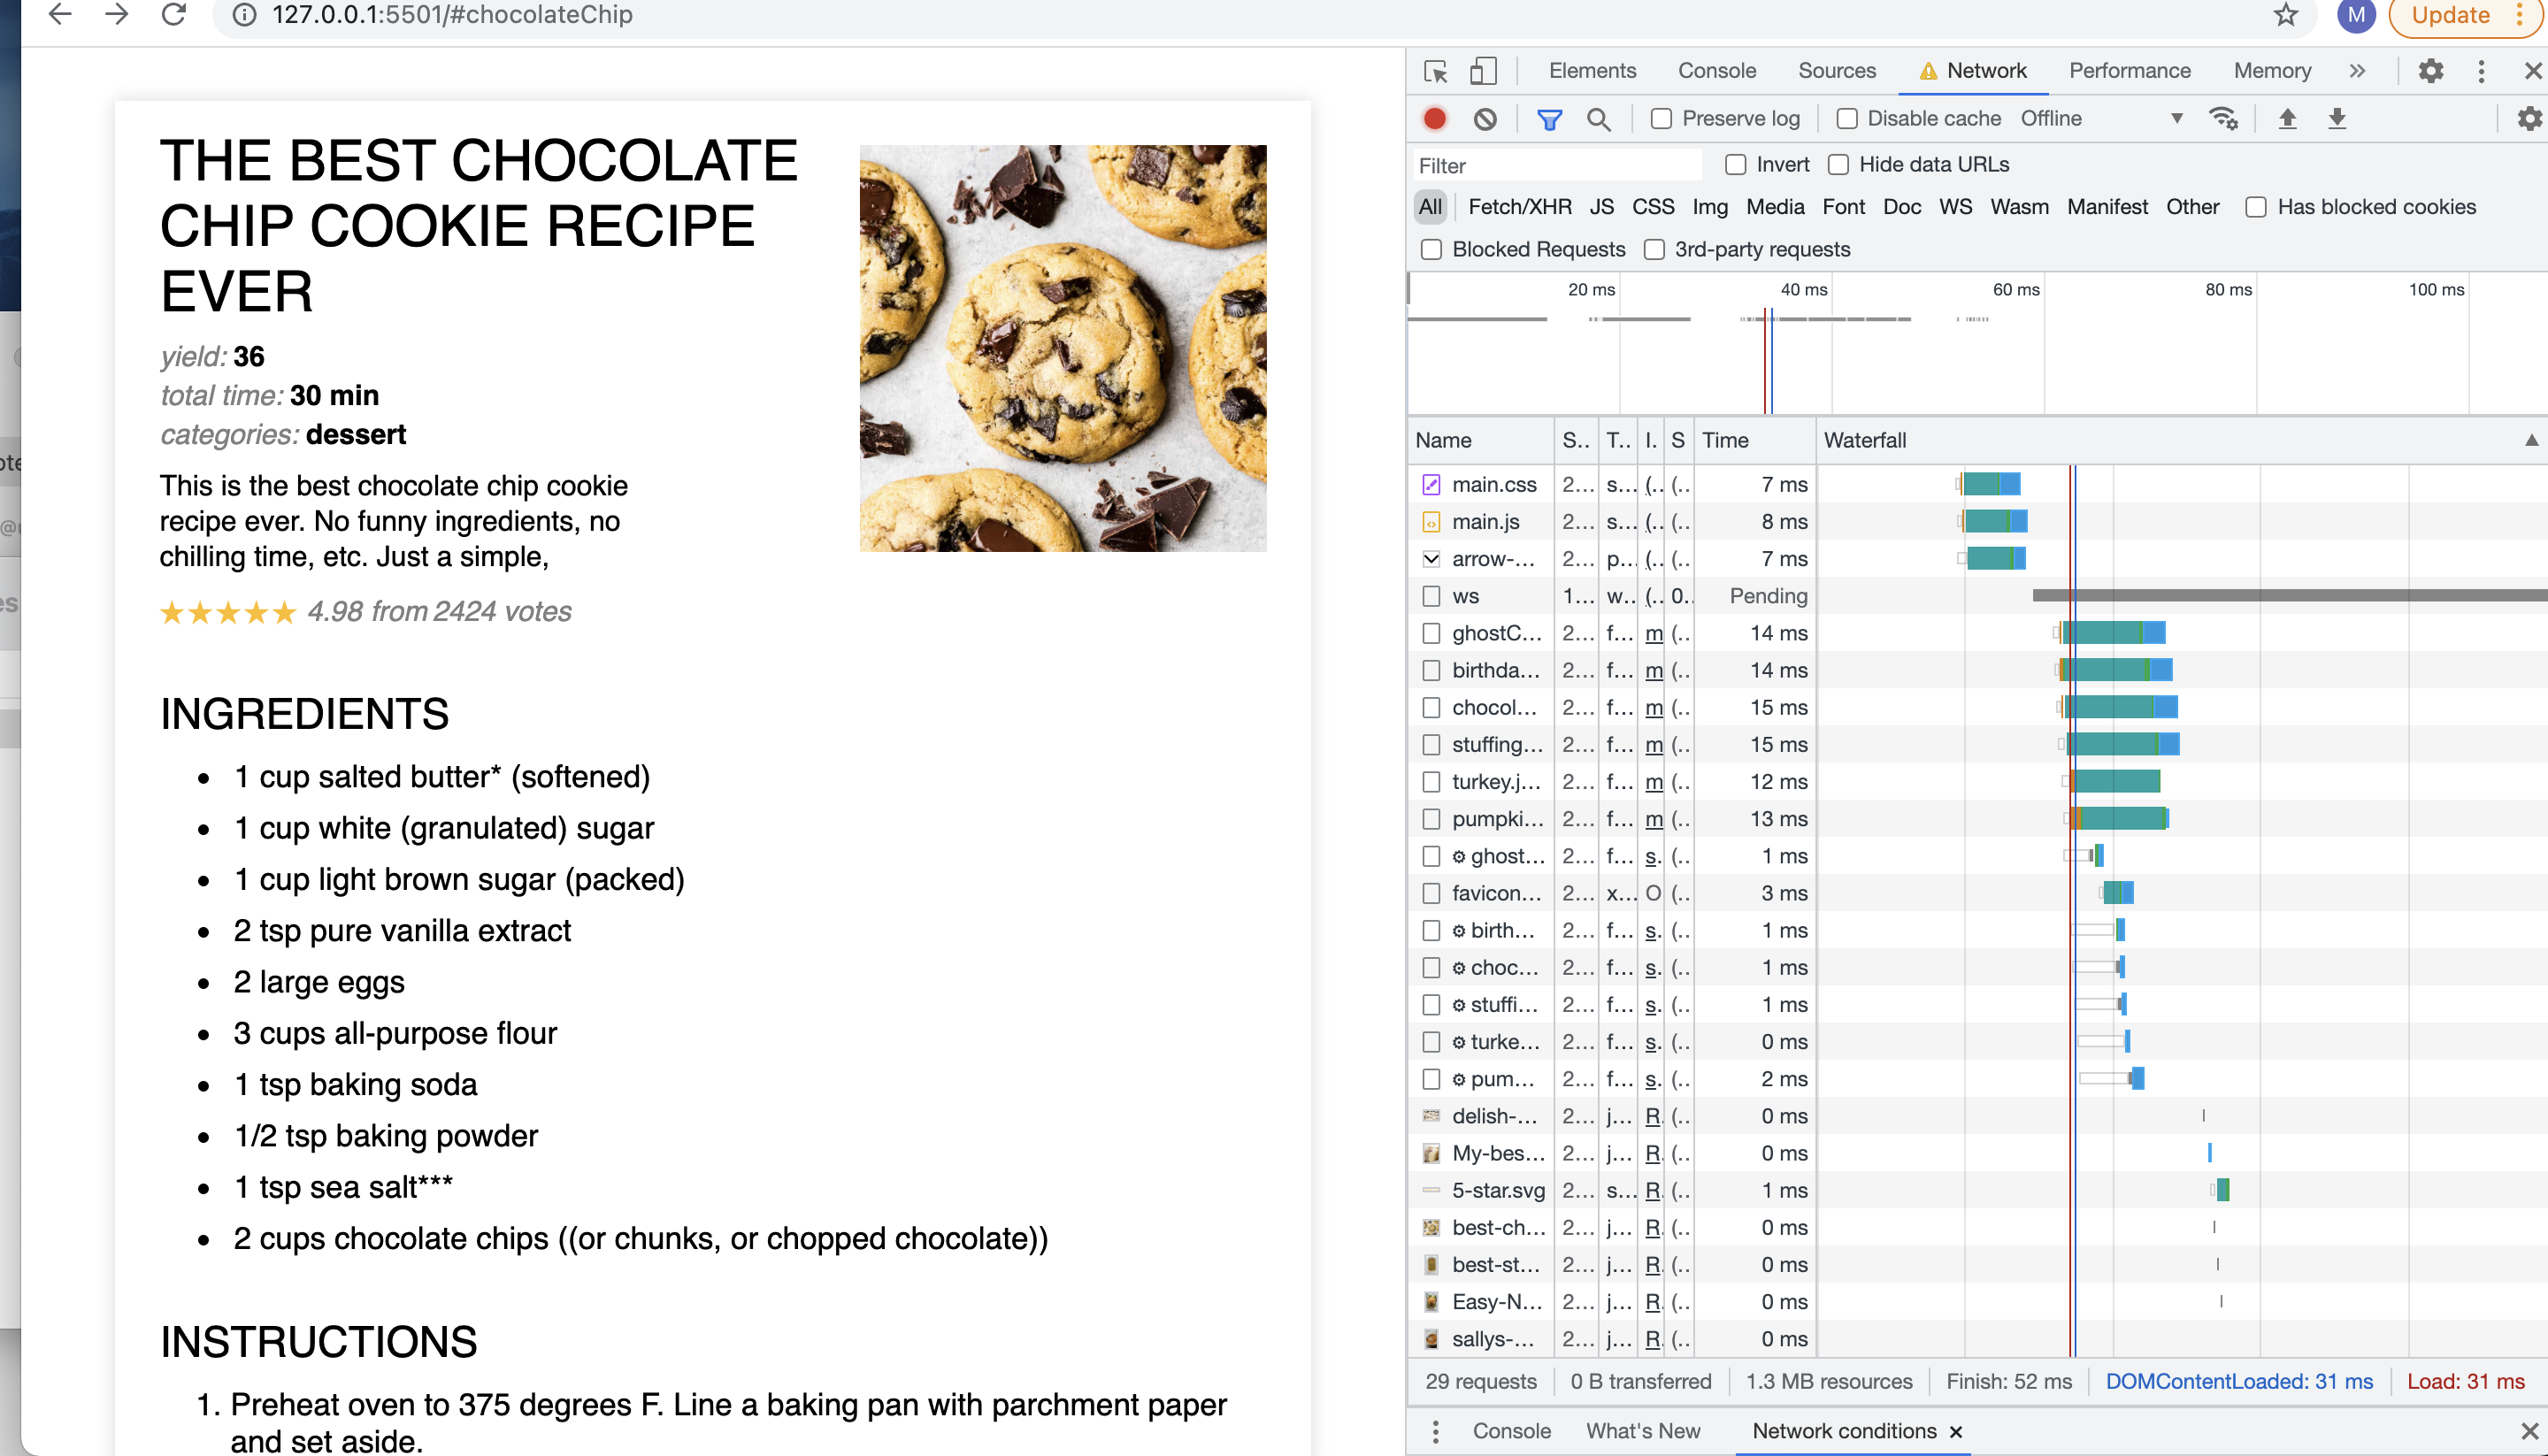 127.0.0.1:5501/#chocolateChip
M
Update
THE BEST CHOCOLATE
CHIP COOKIE RECIPE
EVER
yield: 36
total time: 30 min
categories: dessert
This is the best chocolate chip cookie
recipe ever. No funny ingredients, no
chilling time, etc. Just a simple,
4.98 from 2424 votes
INGREDIENTS
1 cup salted butter* (softened)
1 cup white (granulated) sugar
1 cup light brown sugar (packed)
2 tsp pure vanilla extract
2 large eggs
3 cups all-purpose flour
1 tsp baking soda
1/2 tsp baking powder
1 tsp sea salt***
2 cups chocolate chips ((or chunks, or chopped chocolate))
INSTRUCTIONS
1. Preheat oven to 375 degrees F. Line a baking pan with parchment paper
and set aside.
Elements Console Sources Network Performance Memory
Preserve log Disable cache Offline
Filter Invert Hide data URLs
All Fetch/XHR JS CSS Img Media Font Doc WS Wasm Manifest Other Has blocked cookies
Blocked Requests 3rd-party requests
20 ms 40 ms 60 ms 80 ms 100 ms
Name S.. T.. I. S Time Waterfall
main.css 2... s... (.. (.. 7 ms
main.js 2... s... (.. (.. 8 ms
arrow-... 2... p... (.. (.. 7 ms
ws 1... w.. (.. 0.. Pending
ghostC... 2... f... m (.. 14 ms
birthda... 2... f... m (.. 14 ms
chocol... 2... f... m (.. 15 ms
stuffing... 2... f... m (.. 15 ms
turkey.j... 2... f... m (.. 12 ms
pumpki... 2... f... m (.. 13 ms
ghost... 2... f... s. (.. 1 ms
favicon... 2... x... O (.. 3 ms
birth... 2... f... s. (.. 1 ms
choc... 2... f... s. (.. 1 ms
stuffi... 2... f... s. (.. 1 ms
turke... 2... f... s. (.. 0 ms
pum... 2... f... s. (.. 2 ms
delish-... 2... j... R. (.. 0 ms
My-bes... 2... j... R. (.. 0 ms
5-star.svg 2... s... R. (.. 1 ms
best-ch... 2... j... R. (.. 0 ms
best-st... 2... j... R. (.. 0 ms
Easy-N... 2... j... R. (.. 0 ms
sallys-... 2... j... R. (.. 0 ms
29 requests 0 B transferred 1.3 MB resources Finish: 52 ms DOMContentLoaded: 31 ms Load: 31 ms
Console What's New Network conditions